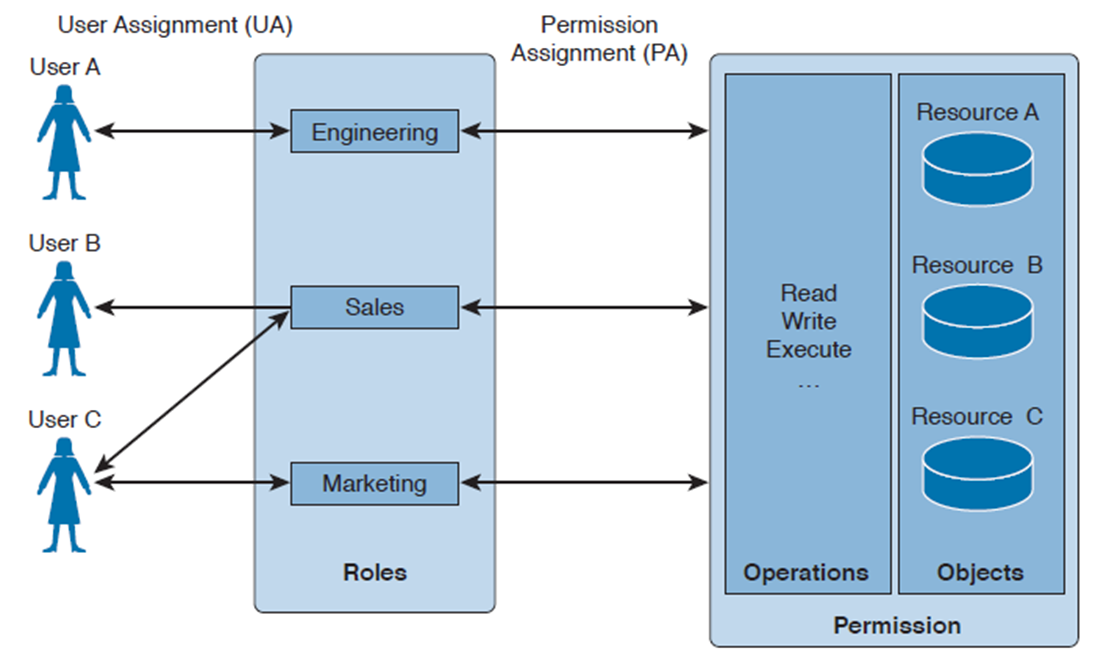 User Assignment (UA)
Permission
Assignment (PA)
User A
Engineering
Resource A
User B
Sales
Resource B
Read
Write
Execute
...
User C
Marketing
Resource C
Roles
Operations
Objects
Permission